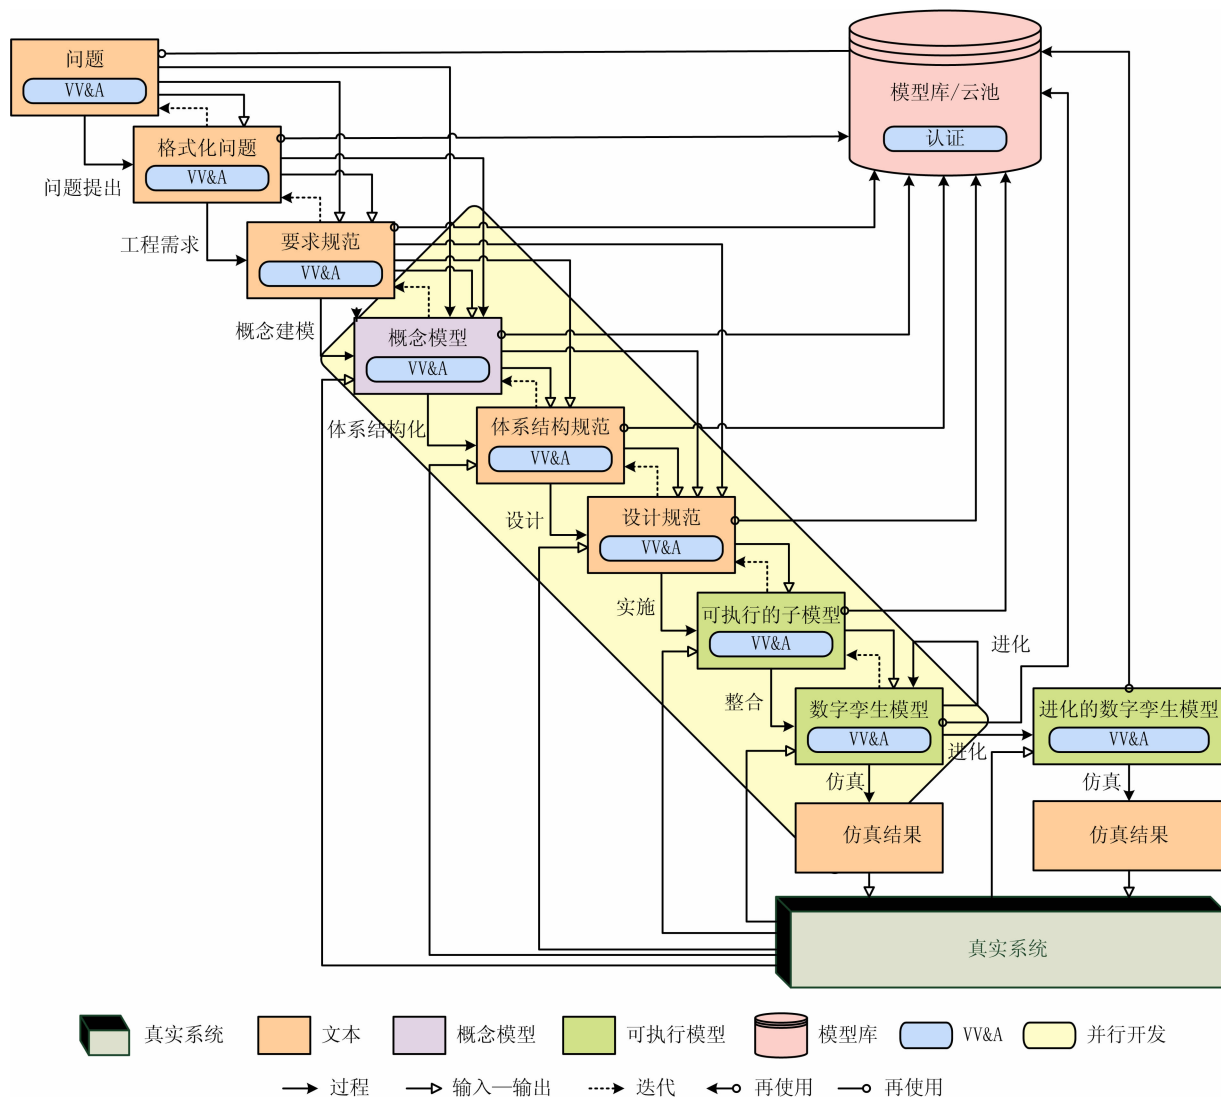 问题
VV&A
模型库/云池
认证
格式化问题
VV&A
问题提出
要求规范
VV&A
工程需求
概念模型
VV&A
概念建模
体系结构规范
VV&A
体系结构化
设计规范
VV&A
设计
可执行的子模型
VV&A
实施
进化
数字孪生模型
VV&A
整合
进化
进化的数字孪生模型
VV&A
仿真
仿真
仿真结果
仿真结果
真实系统
真实系统
文本
概念模型
可执行模型
模型库
VV&A
并行开发
过程
输入—输出
迭代
再使用
再使用